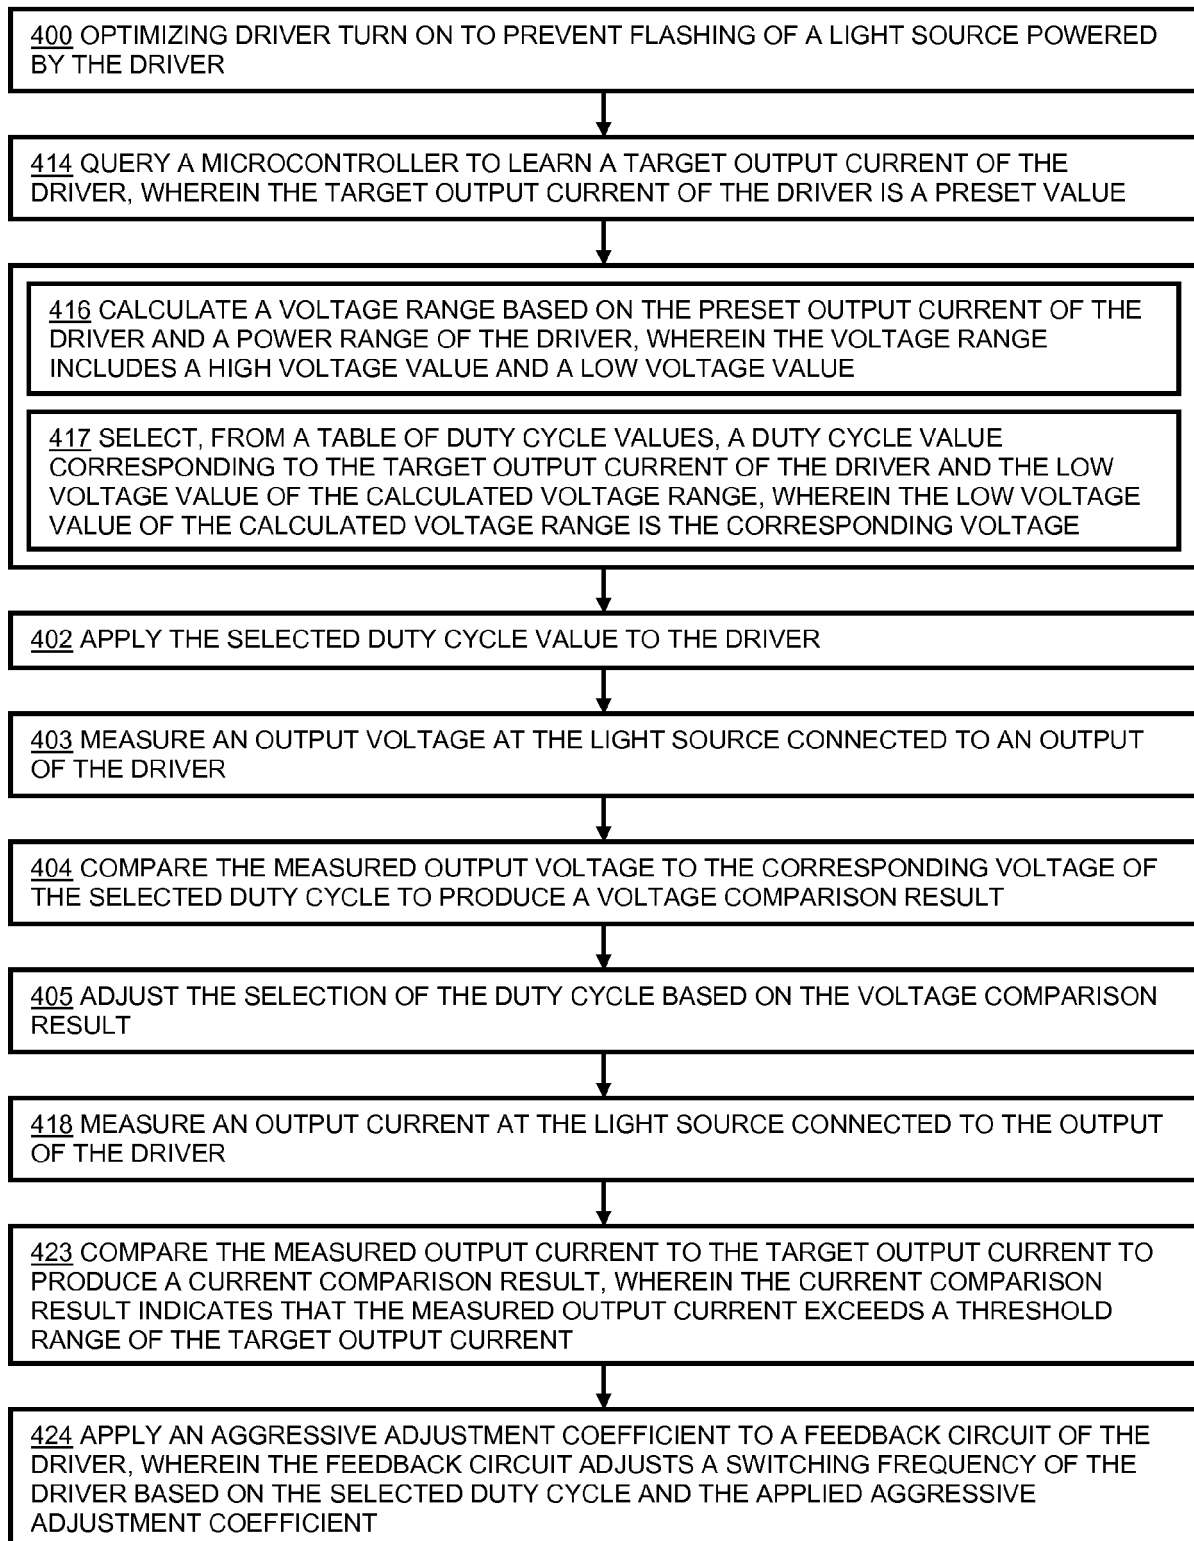 400 OPTIMIZING DRIVER TURN ON TO PREVENT FLASHING OF A LIGHT SOURCE POWERED
BY THE DRIVER
414 QUERY A MICROCONTROLLER TO LEARN A TARGET OUTPUT CURRENT OF THE
DRIVER, WHEREIN THE TARGET OUTPUT CURRENT OF THE DRIVER IS A PRESET VALUE
416 CALCULATE A VOLTAGE RANGE BASED ON THE PRESET OUTPUT CURRENT OF THE
DRIVER AND A POWER RANGE OF THE DRIVER, WHEREIN THE VOLTAGE RANGE
INCLUDES A HIGH VOLTAGE VALUE AND A LOW VOLTAGE VALUE
417 SELECT, FROM A TABLE OF DUTY CYCLE VALUES, A DUTY CYCLE VALUE
CORRESPONDING TO THE TARGET OUTPUT CURRENT OF THE DRIVER AND THE LOW
VOLTAGE VALUE OF THE CALCULATED VOLTAGE RANGE, WHEREIN THE LOW VOLTAGE
VALUE OF THE CALCULATED VOLTAGE RANGE IS THE CORRESPONDING VOLTAGE
402 APPLY THE SELECTED DUTY CYCLE VALUE TO THE DRIVER
403 MEASURE AN OUTPUT VOLTAGE AT THE LIGHT SOURCE CONNECTED TO AN OUTPUT
OF THE DRIVER
404 COMPARE THE MEASURED OUTPUT VOLTAGE TO THE CORRESPONDING VOLTAGE OF
THE SELECTED DUTY CYCLE TO PRODUCE A VOLTAGE COMPARISON RESULT
405 ADJUST THE SELECTION OF THE DUTY CYCLE BASED ON THE VOLTAGE COMPARISON
RESULT
418 MEASURE AN OUTPUT CURRENT AT THE LIGHT SOURCE CONNECTED TO THE OUTPUT
OF THE DRIVER
423 COMPARE THE MEASURED OUTPUT CURRENT TO THE TARGET OUTPUT CURRENT TO
PRODUCE A CURRENT COMPARISON RESULT, WHEREIN THE CURRENT COMPARISON
RESULT INDICATES THAT THE MEASURED OUTPUT CURRENT EXCEEDS A THRESHOLD
RANGE OF THE TARGET OUTPUT CURRENT
424 APPLY AN AGGRESSIVE ADJUSTMENT COEFFICIENT TO A FEEDBACK CIRCUIT OF THE
DRIVER, WHEREIN THE FEEDBACK CIRCUIT ADJUSTS A SWITCHING FREQUENCY OF THE
DRIVER BASED ON THE SELECTED DUTY CYCLE AND THE APPLIED AGGRESSIVE
ADJUSTMENT COEFFICIENT